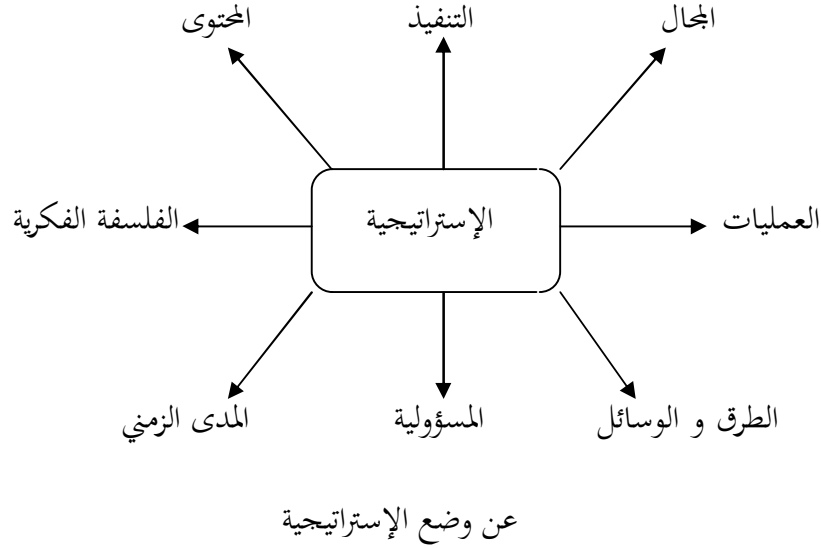 المجال
التنفيذ
المحتوى
العمليات
الإستراتيجية
الفلسفة الفكرية
الطرق و الوسائل
المسؤولية
المدى الزمني
عن وضع الإستراتيجية